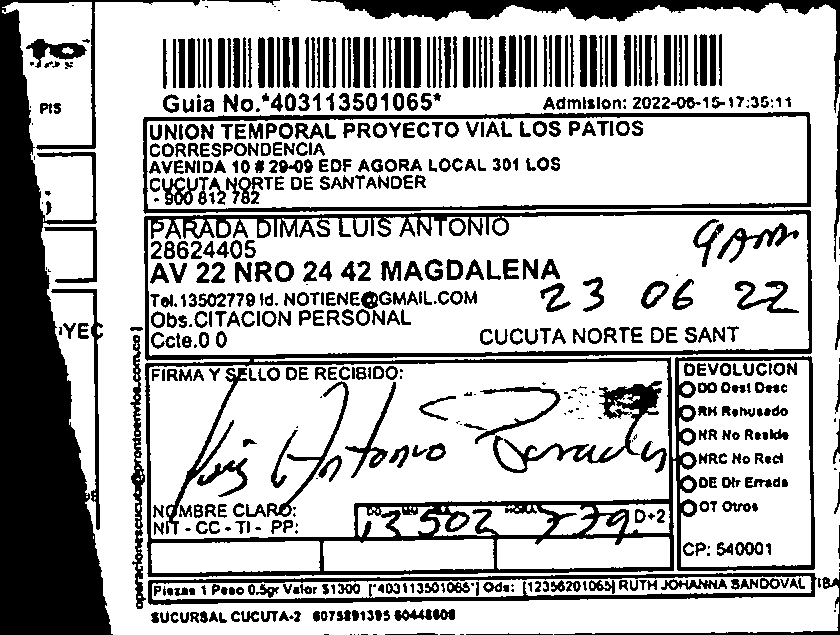 PIS
Guia No.*403113501065*
Admision: 2022-06-15-17:35:11
UNION TEMPORAL PROYECTO VIAL LOS PATIOS
CORRESPONDENCIA
AVENIDA 10 # 29-09 EDF AGORA LOCAL 301 LOS
CUCUTA NORTE DE SANTANDER
- 900 812 782
PARADA DIMAS LUIS ANTONIO
28624405
9 AM
AV 22 NRO 24 42 MAGDALENA
Tel.13502779 Id. NOTIENE@GMAIL.COM
23 06 22
Obs.CITACION PERSONAL
Ccte.0 0
CUCUTA NORTE DE SANT
YEC
operacionescucuta@prontoenvios.com.co
FIRMA Y SELLO DE RECIBIDO:
Luis Antonio Parada
NOMBRE CLARO:
NIT - CC - TI - PP:
HORA
D+2
13502 779
DEVOLUCION
DD Dest Desc
RH Rehusado
NR No Reside
NRC No Recl
DE Dir Errada
OT Otros
CP: 540001
Piezas 1 Peso 0.5gr Valor $1300 [*403113501065*] Ods: [12356201065] RUTH JOHANNA SANDOVAL
SUCURSAL CUCUTA-2